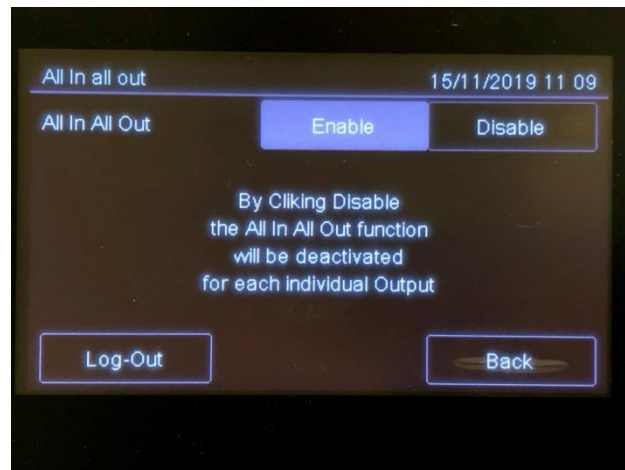 All In all out 15/11/2019 11 09
All In All Out Enable Disable
By Cliking Disable
the All In All Out function
will be deactivated
for each individual Output
Log-Out Back